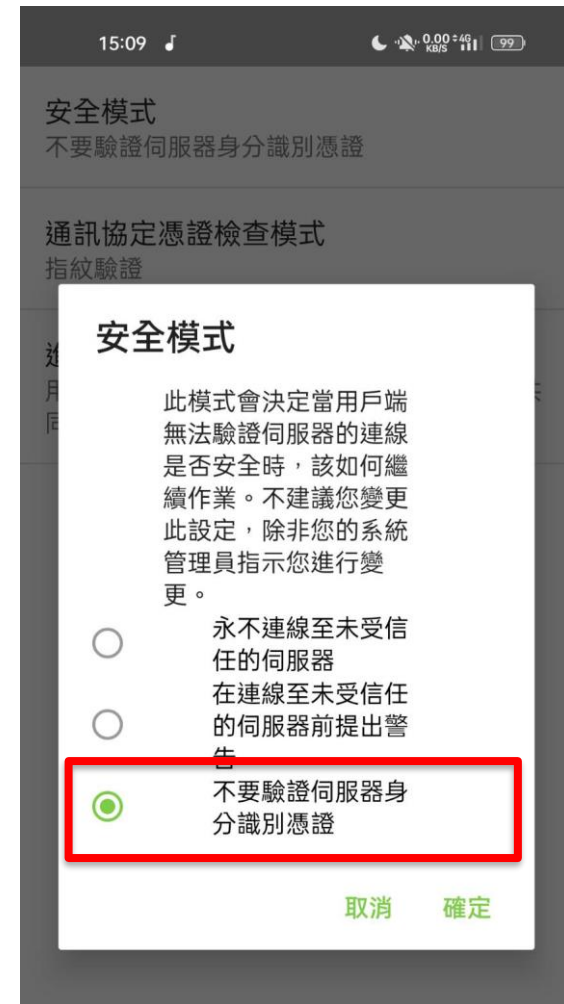 15:09
0.00 4G
KB/S
99
安全模式
不要驗證伺服器身分識別憑證
通訊協定憑證檢查模式
指紋驗證
安全模式
此模式會決定當用戶端
無法驗證伺服器的連線
是否安全時，該如何繼
續作業。不建議您變更
此設定，除非您的系統
管理員指示您進行變
更。
永不連線至未受信
任的伺服器
在連線至未受信任
的伺服器前提出警
告
不要驗證伺服器身
分識別憑證
取消
確定